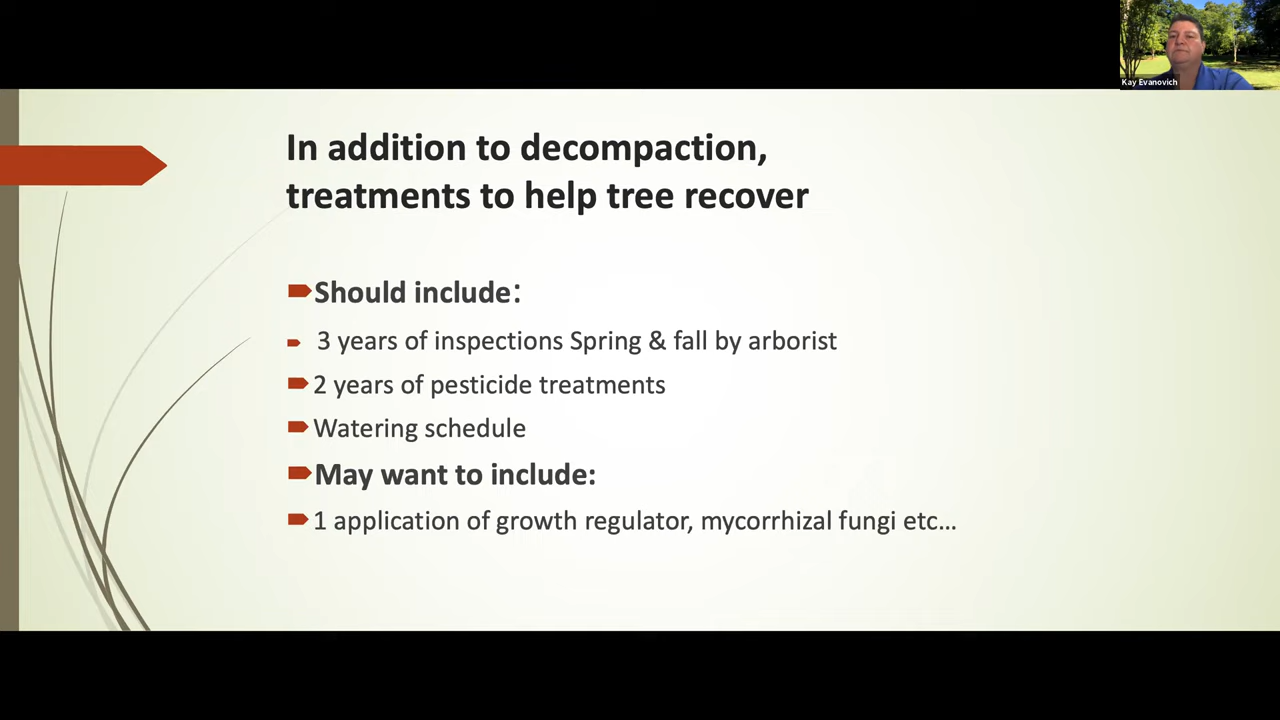 Kay Evanovich
In addition to decompaction,
treatments to help tree recover
Should include:
3 years of inspections Spring & fall by arborist
2 years of pesticide treatments
Watering schedule
May want to include:
1 application of growth regulator, mycorrhizal fungi etc…